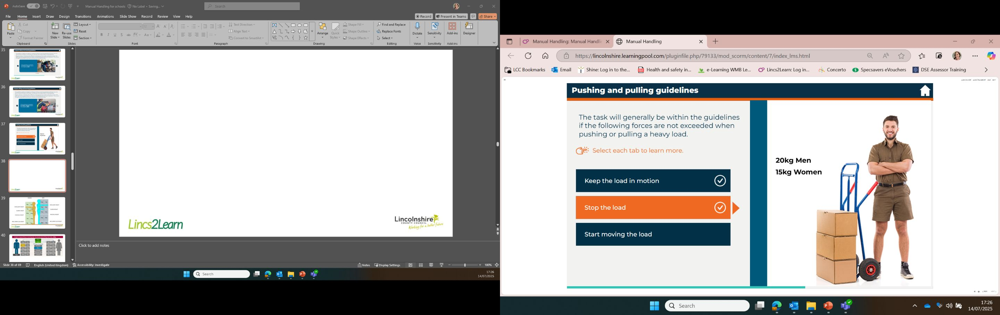 AutoSave
Manual Handling for schools
No Label • Saving...
Search
File
Home
Insert
Draw
Design
Transitions
Animations
Slide Show
Record
Review
View
Help
Record
Present in Teams
Share
Paste
Cut
Copy
Format Painter
Clipboard
New Slide
Re-use Slides
Layout
Reset
Section
Slides
Font
Text Direction
Align Text
Convert to SmartArt
Paragraph
Arrange
Quick Styles
Shape Fill
Shape Outline
Shape Effects
Drawing
Find and Replace
Replace Fonts
Select
Editing
Dictate
Voice
Sensitivity
Sensitivity
Add-ins
Add-ins
Designer
35
36
37
38
39
40
Lincs2Learn
Lincolnshire
COUNTY COUNCIL
Working for a better future
Click to add notes
Slide 38 of 69
English (United Kingdom)
Accessibility: Investigate
Notes
Display Settings
100%
Search
17:26
14/07/2025
Manual Handling: Manual Handlin
Manual Handling
https://lincolnshire.learningpool.com/pluginfile.php/79133/mod_scorm/content/7/index_lms.html
LCC Bookmarks
Email
Shine: Log in to the...
Health and safety in...
e-Learning WMB Le...
Lincs2Learn: Log in...
Concerto
Specsavers eVouchers
DSE Assessor Training
Pushing and pulling guidelines
The task will generally be within the guidelines
if the following forces are not exceeded when
pushing or pulling a heavy load.
Select each tab to learn more.
Keep the load in motion
Stop the load
Start moving the load
20kg Men
15kg Women
Search
17:26
14/07/2025